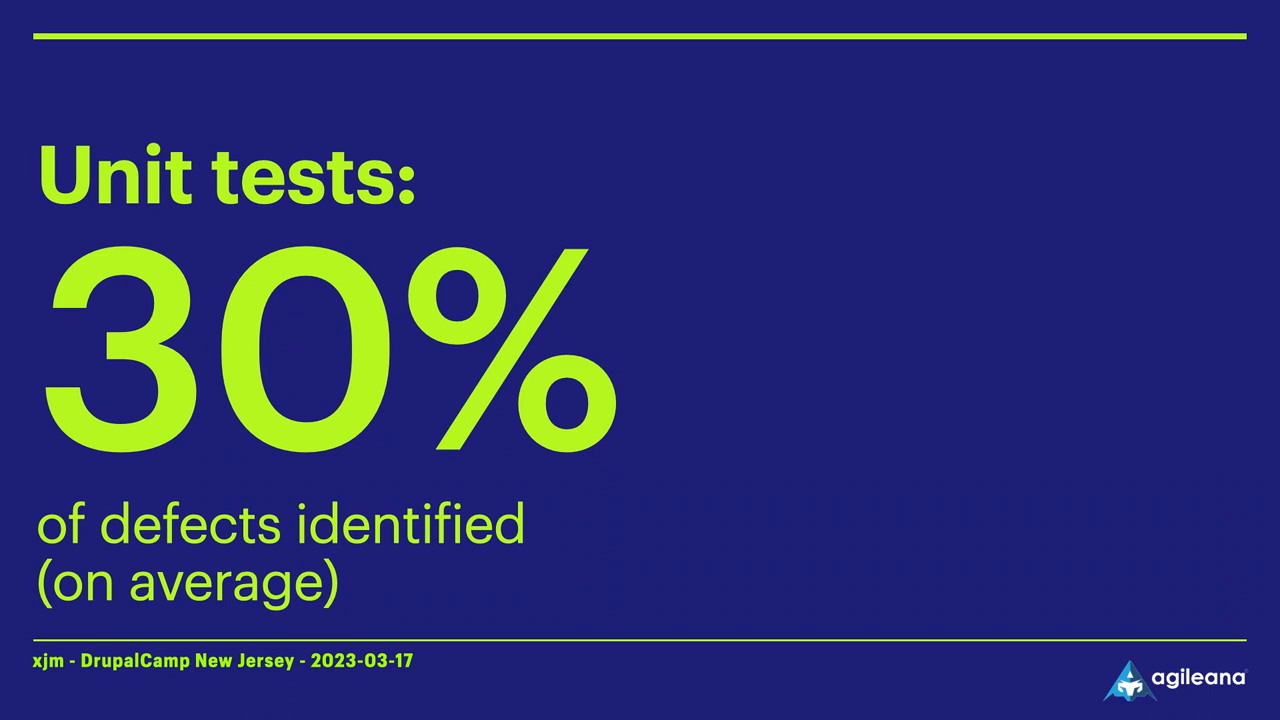 Unit tests:
30%
of defects identified
(on average)
xjm - DrupalCamp New Jersey - 2023-03-17
agileana